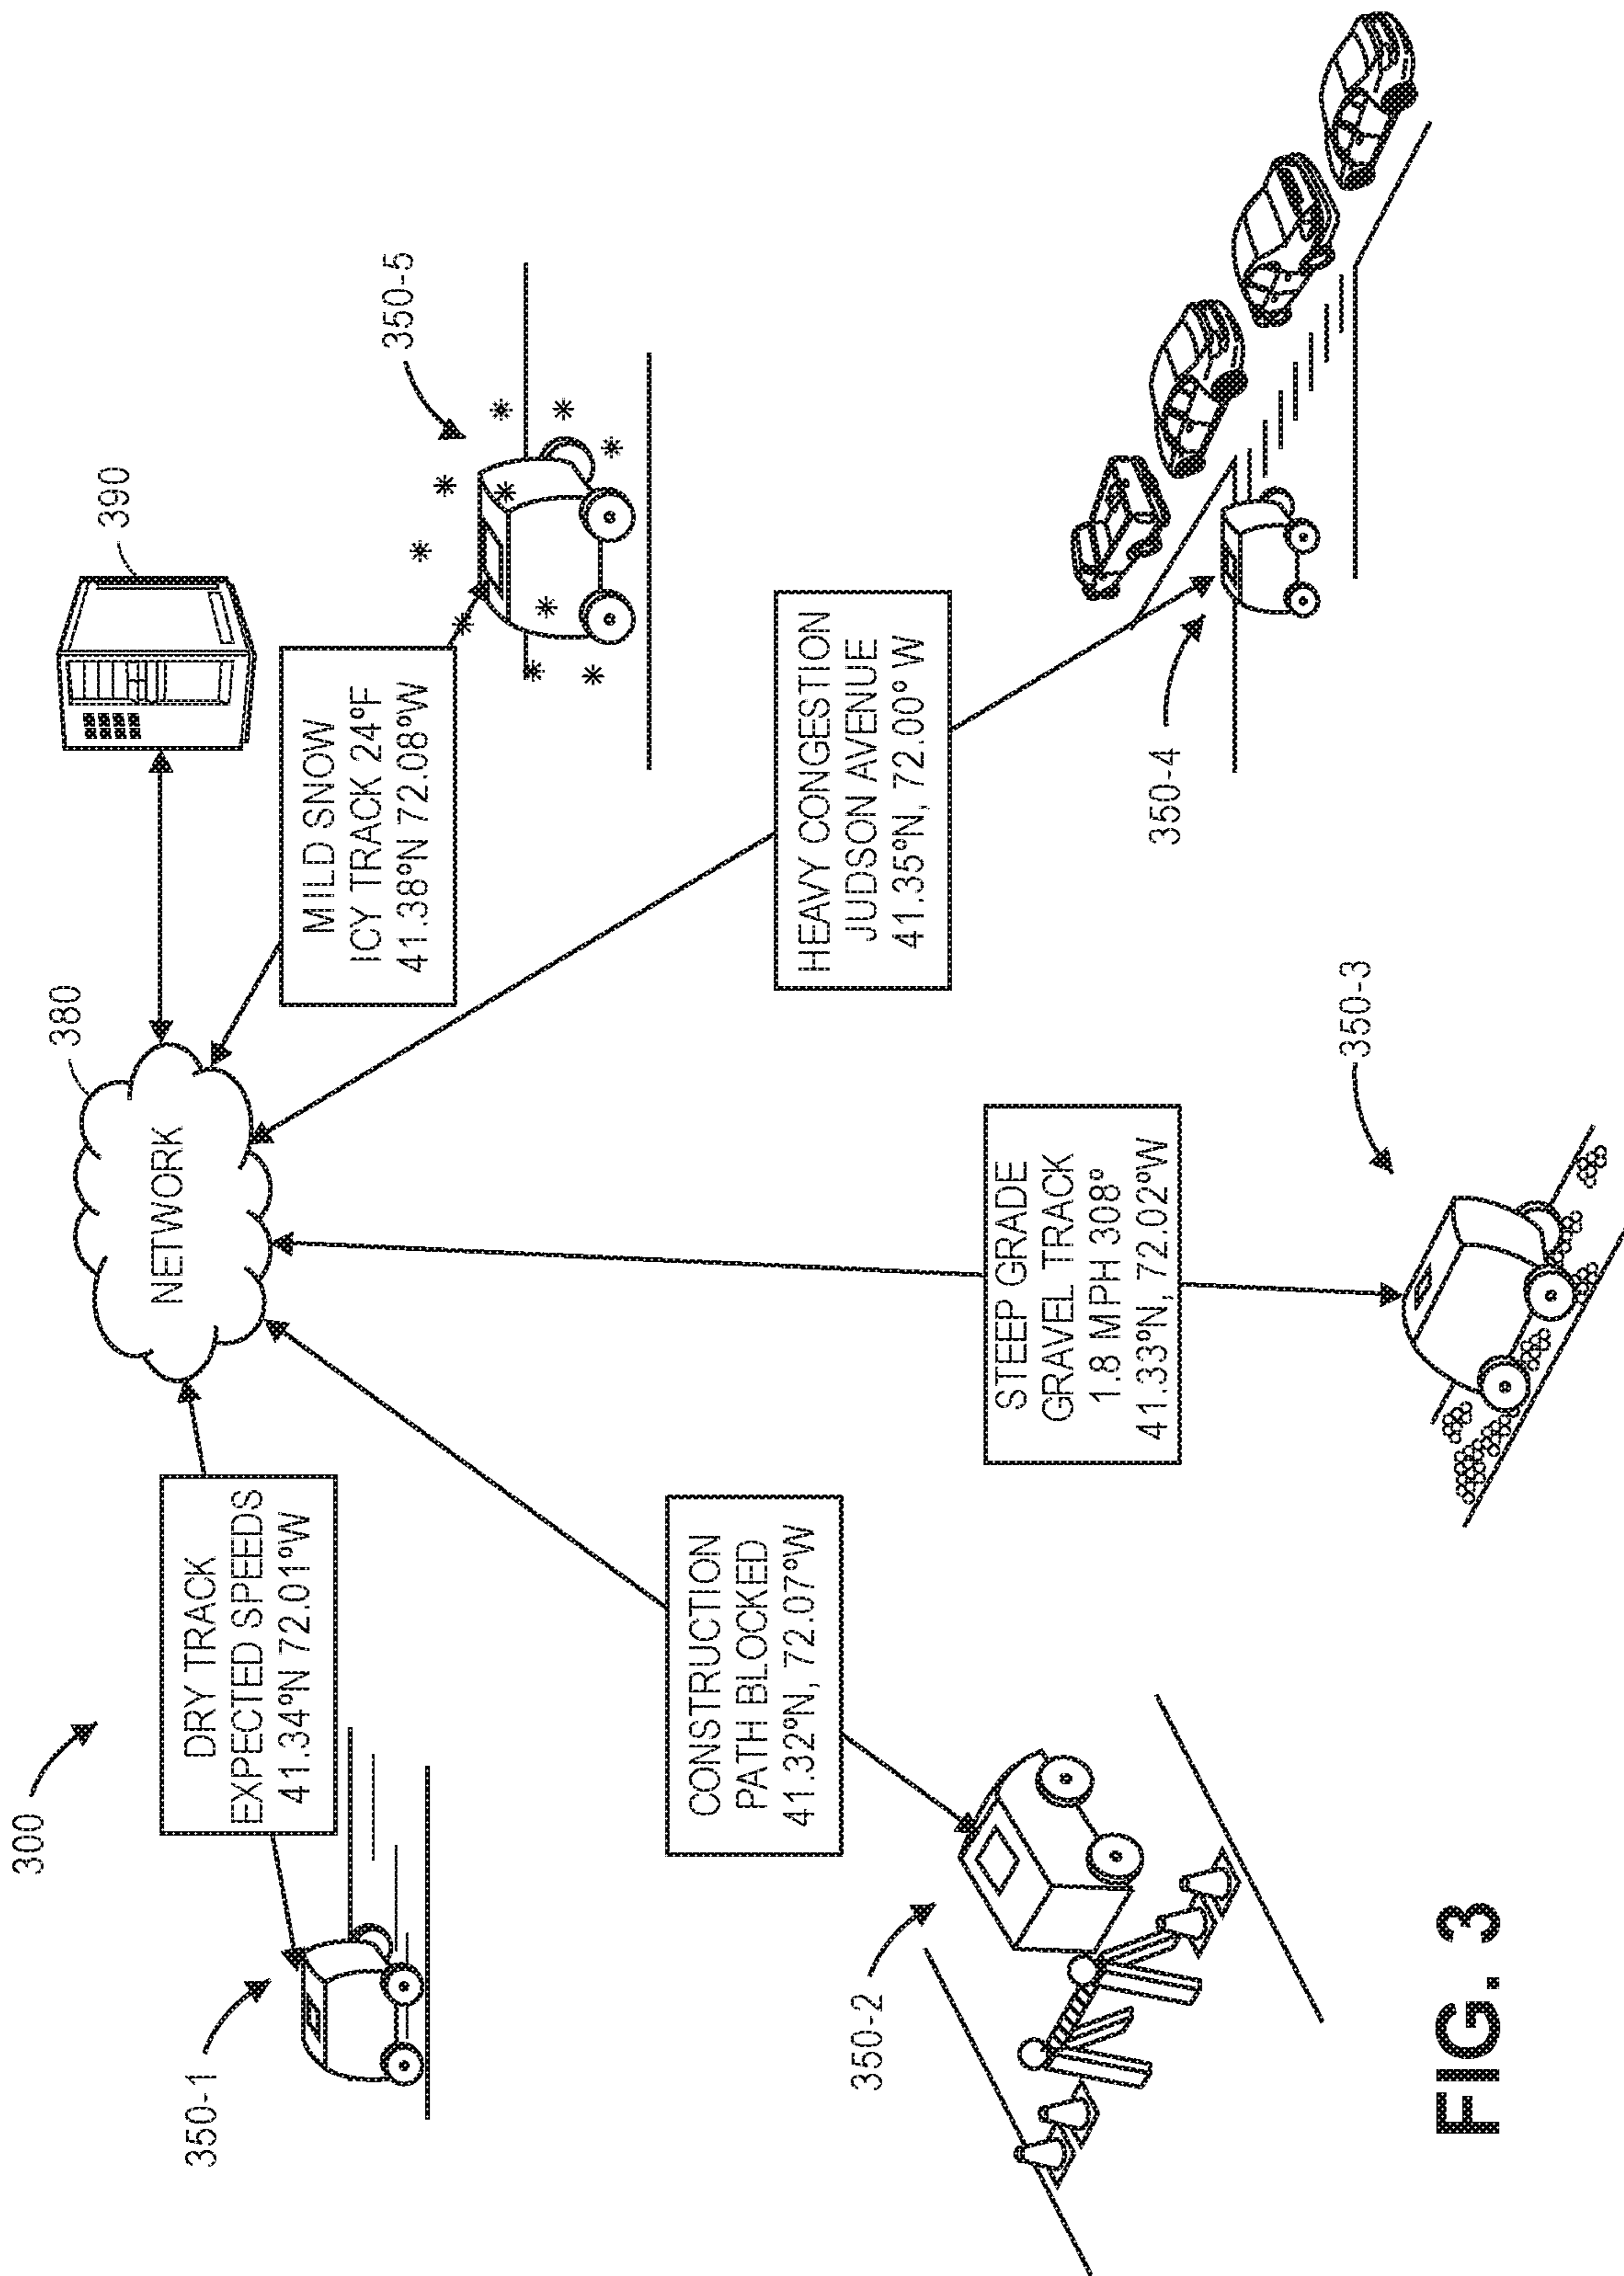 300
380
390
NETWORK
350-1
DRY TRACK
EXPECTED SPEEDS
41.34°N 72.01°W
MILD SNOW
ICY TRACK 24°F
41.38°N 72.08°W
350-5
350-2
CONSTRUCTION
PATH BLOCKED
41.32°N, 72.07°W
HEAVY CONGESTION
JUDSON AVENUE
41.35°N, 72.00° W
350-4
STEEP GRADE
GRAVEL TRACK
1.8 MPH 308°
41.33°N, 72.02°W
350-3
FIG. 3